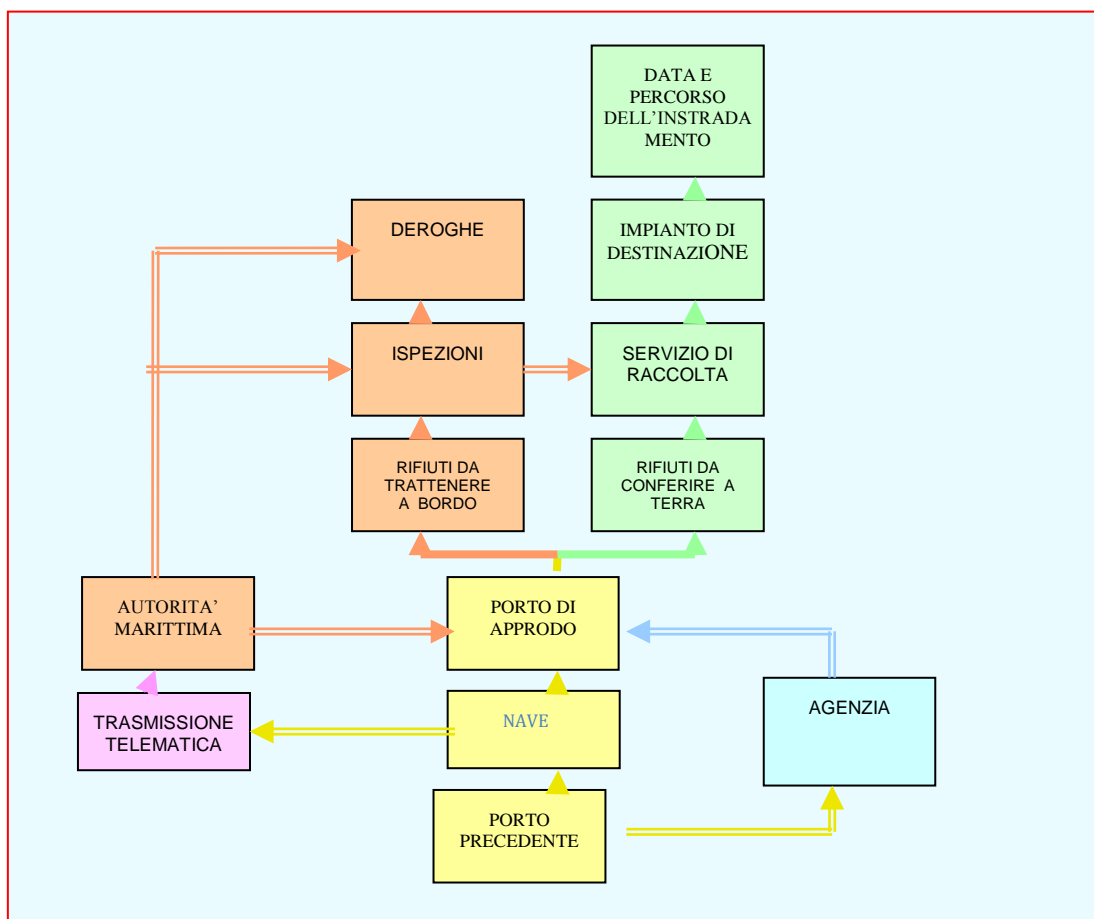 DATA E
PERCORSO
DELL’INSTRADA
MENTO
DEROGHE
IMPIANTO DI
DESTINAZIONE
ISPEZIONI
SERVIZIO DI
RACCOLTA
RIFIUTI DA
TRATTENERE
A BORDO
RIFIUTI DA
CONFERIRE A
TERRA
AUTORITA’
MARITTIMA
PORTO DI
APPRODO
TRASMISSIONE
TELEMATICA
NAVE
AGENZIA
PORTO
PRECEDENTE